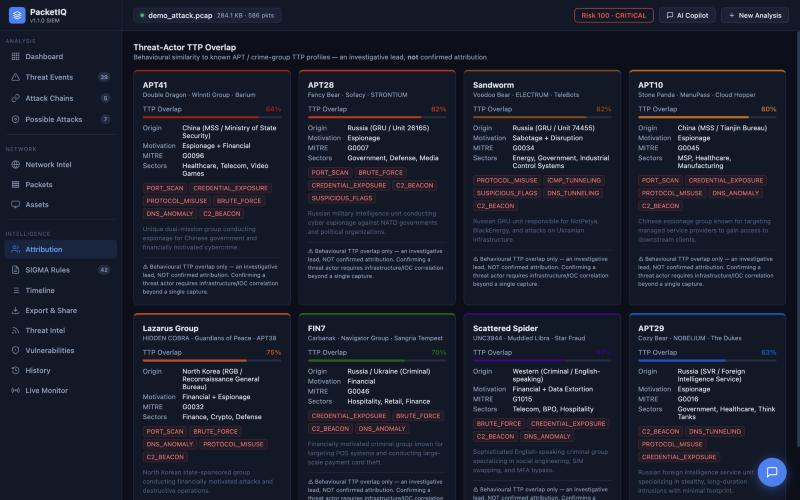 PacketIQ
v1.1.0 SIEM
ANALYSIS
Dashboard
Threat Events 39
Attack Chains 5
Possible Attacks 7
NETWORK
Network Intel
Packets
Assets
INTELLIGENCE
Attribution
SIGMA Rules 42
Timeline
Export & Share
Threat Intel
Vulnerabilities
History
Live Monitor
demo_attack.pcap 284.1 KB · 586 pkts
Risk 100 · CRITICAL
AI Copilot
+ New Analysis
Threat-Actor TTP Overlap
Behavioural similarity to known APT / crime-group TTP profiles — an investigative lead, not confirmed attribution
APT41
Double Dragon · Winnti Group · Barium
TTP Overlap 84%
Origin China (MSS / Ministry of State
Security)
Motivation Espionage + Financial
MITRE G0096
Sectors Healthcare, Telecom, Video
Games
PORT_SCAN CREDENTIAL_EXPOSURE
PROTOCOL_MISUSE BRUTE_FORCE
DNS_ANOMALY C2_BEACON
Unique dual-mission group conducting
espionage for Chinese government and
financially motivated cybercrime.
⚠ Behavioural TTP overlap only — an investigative
lead, NOT confirmed attribution. Confirming a
threat actor requires infrastructure/IOC correlation
beyond a single capture.
APT28
Fancy Bear · Sofacy · STRONTIUM
TTP Overlap 82%
Origin Russia (GRU / Unit 26165)
Motivation Espionage
MITRE G0007
Sectors Government, Defense, Media
PORT_SCAN BRUTE_FORCE
CREDENTIAL_EXPOSURE C2_BEACON
SUSPICIOUS_FLAGS
Russian military intelligence unit conducting
cyber espionage against NATO governments
and political organizations.
⚠ Behavioural TTP overlap only — an investigative
lead, NOT confirmed attribution. Confirming a
threat actor requires infrastructure/IOC correlation
beyond a single capture.
Sandworm
Voodoo Bear · ELECTRUM · TeleBots
TTP Overlap 82%
Origin Russia (GRU / Unit 74455)
Motivation Sabotage + Disruption
MITRE G0034
Sectors Energy, Government, Industrial
Control Systems
PROTOCOL_MISUSE ICMP_TUNNELING
SUSPICIOUS_FLAGS DNS_TUNNELING
C2_BEACON
Russian GRU unit responsible for NotPetya,
BlackEnergy, and attacks on Ukrainian
infrastructure.
⚠ Behavioural TTP overlap only — an investigative
lead, NOT confirmed attribution. Confirming a
threat actor requires infrastructure/IOC correlation
beyond a single capture.
APT10
Stone Panda · MenuPass · Cloud Hopper
TTP Overlap 80%
Origin China (MSS / Tianjin Bureau)
Motivation Espionage
MITRE G0045
Sectors MSP, Healthcare,
Manufacturing
PORT_SCAN CREDENTIAL_EXPOSURE
PROTOCOL_MISUSE DNS_ANOMALY
C2_BEACON
Chinese espionage group known for targeting
managed service providers to gain access to
downstream clients.
⚠ Behavioural TTP overlap only — an investigative
lead, NOT confirmed attribution. Confirming a
threat actor requires infrastructure/IOC correlation
beyond a single capture.
Lazarus Group
HIDDEN COBRA · Guardians of Peace · APT38
TTP Overlap 75%
Origin North Korea (RGB /
Reconnaissance General
Bureau)
Motivation Financial + Espionage
MITRE G0032
Sectors Finance, Crypto, Defense
PORT_SCAN BRUTE_FORCE
DNS_ANOMALY PROTOCOL_MISUSE
C2_BEACON
North Korean state-sponsored group
conducting financially motivated attacks and
destructive operations.
FIN7
Carbanak · Navigator Group · Sangria Tempest
TTP Overlap 70%
Origin Russia / Ukraine (Criminal)
Motivation Financial
MITRE G0046
Sectors Hospitality, Retail, Finance
CREDENTIAL_EXPOSURE BRUTE_FORCE
C2_BEACON DNS_ANOMALY
Financially motivated criminal group known for
targeting POS systems and conducting large-
scale payment card theft.
⚠ Behavioural TTP overlap only — an investigative
lead, NOT confirmed attribution. Confirming a
Scattered Spider
UNC3944 · Muddled Libra · Star Fraud
TTP Overlap
Origin Western (Criminal / English-
speaking)
Motivation Financial + Data Extortion
MITRE G1015
Sectors Telecom, BPO, Hospitality
BRUTE_FORCE CREDENTIAL_EXPOSURE
C2_BEACON DNS_ANOMALY
Sophisticated English-speaking criminal group
specializing in social engineering, SIM
swapping, and MFA bypass.
⚠ Behavioural TTP overlap only — an investigative
APT29
Cozy Bear · NOBELIUM · The Dukes
TTP Overlap 63%
Origin Russia (SVR / Foreign
Intelligence Service)
Motivation Espionage
MITRE G0016
Sectors Government, Healthcare, Think
Tanks
C2_BEACON DNS_TUNNELING
PROTOCOL_MISUSE
CREDENTIAL_EXPOSURE
Russian foreign intelligence service unit
specializing in stealthy, long-duration
intrusions with minimal footprint.